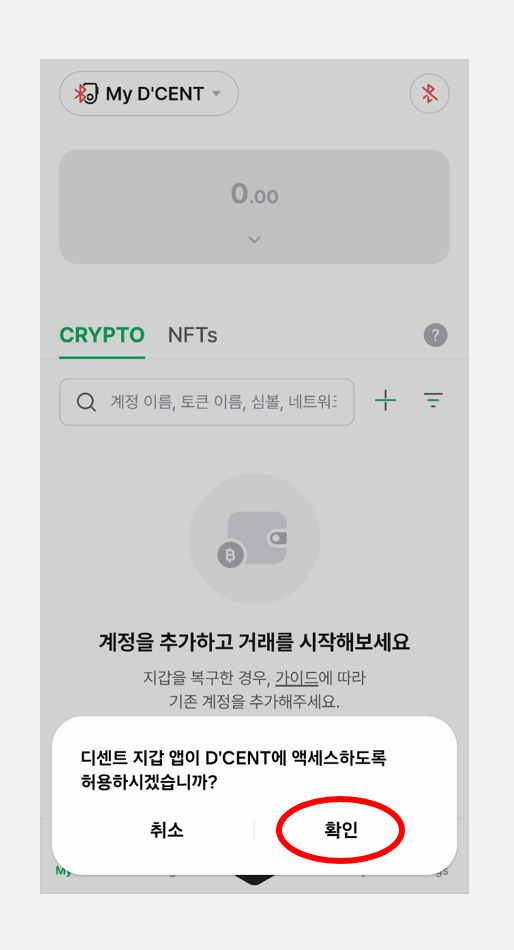 My D'CENT
0.00
CRYPTO NFTs
?
계정 이름, 토큰 이름, 심볼, 네트워크
계정을 추가하고 거래를 시작해보세요
지갑을 복구한 경우, 가이드에 따라
기존 계정을 추가해주세요.
디센트 지갑 앱이 D'CENT에 액세스하도록
허용하시겠습니까?
취소 확인
My